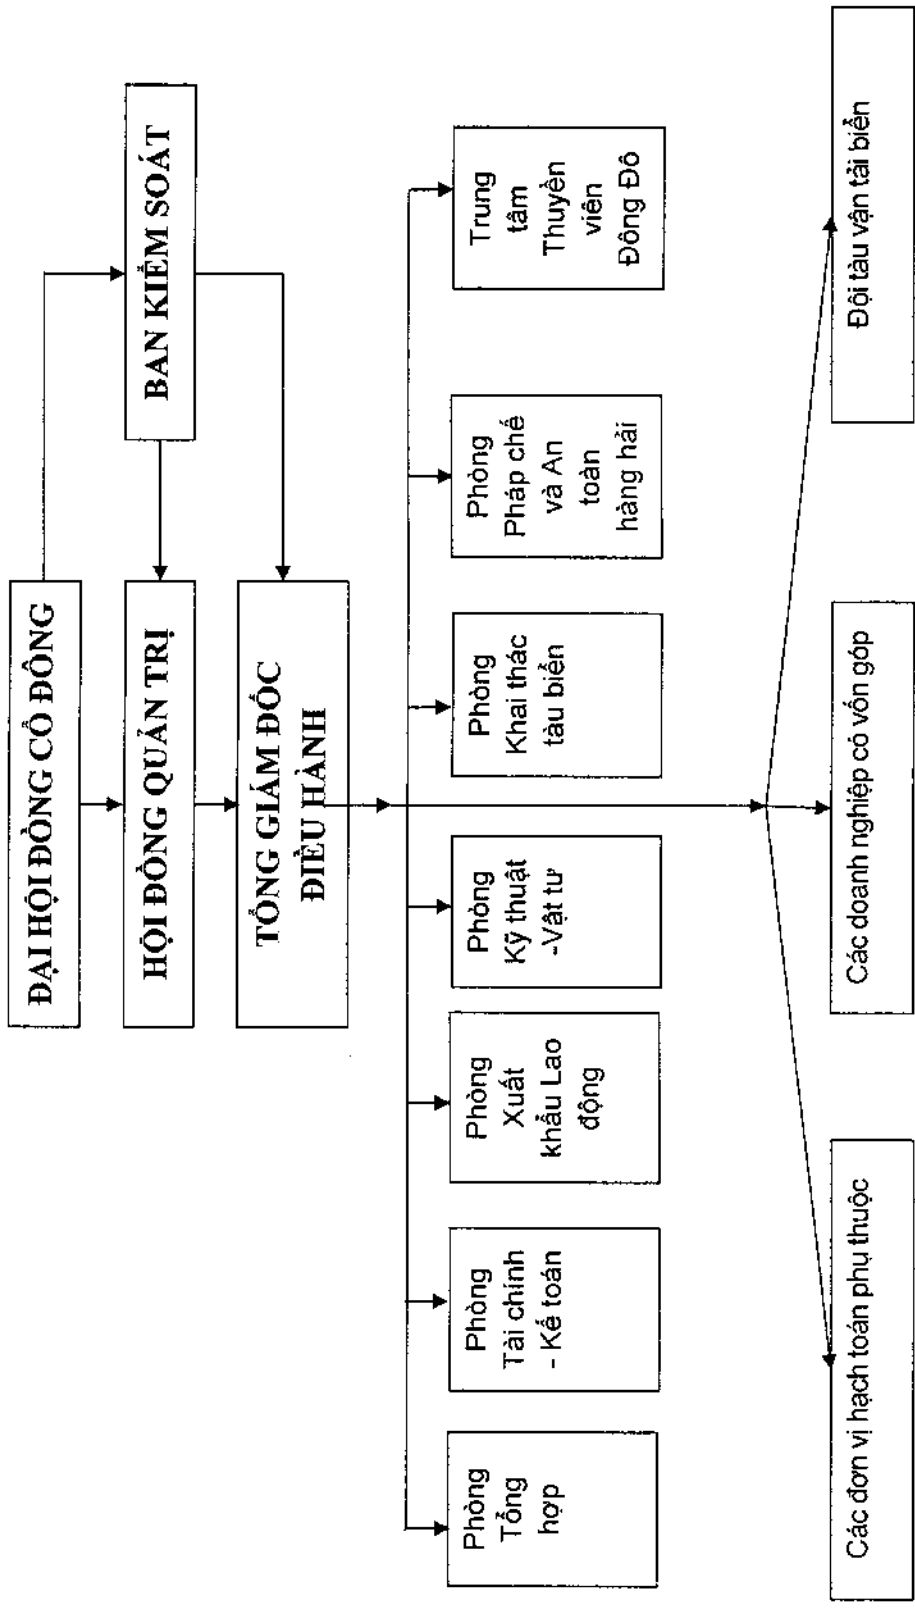 ĐẠI HỘI ĐỒNG CỔ ĐÔNG
BAN KIỂM SOÁT
HỘI ĐỒNG QUẢN TRỊ
TỔNG GIÁM ĐỐC
ĐIỀU HÀNH
Phòng
Tổng
hợp
Phòng
Tài chính
- Kế toán
Phòng
Xuất
khẩu Lao
động
Phòng
Kỹ thuật
-Vật tư
Phòng
Khai thác
tàu biển
Phòng
Pháp chế
và An
toàn
hàng hải
Trung
tâm
Thuyền
viên
Đông Đô
Các đơn vị hạch toán phụ thuộc
Các doanh nghiệp có vốn góp
Đội tàu vận tải biển